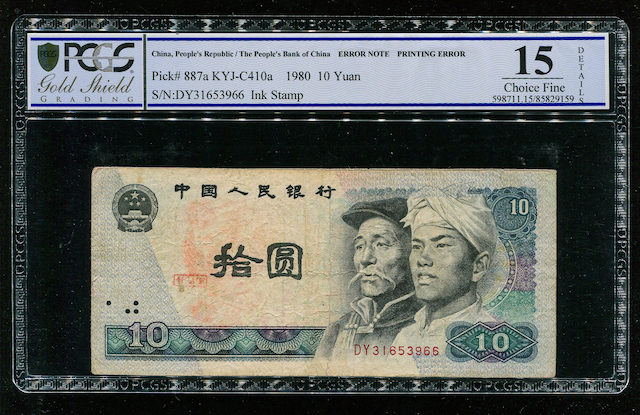 PCGS
Gold Shield
GRADING
China, People's Republic / The People's Bank of China ERROR NOTE PRINTING ERROR
Pick# 887a KYJ-C410a 1980 10 Yuan
S/N:DY31653966 Ink Stamp
15
Choice Fine
598711.15/85829159
DETAILS
中国人民银行
10
拾圆
DY31653966
10
10